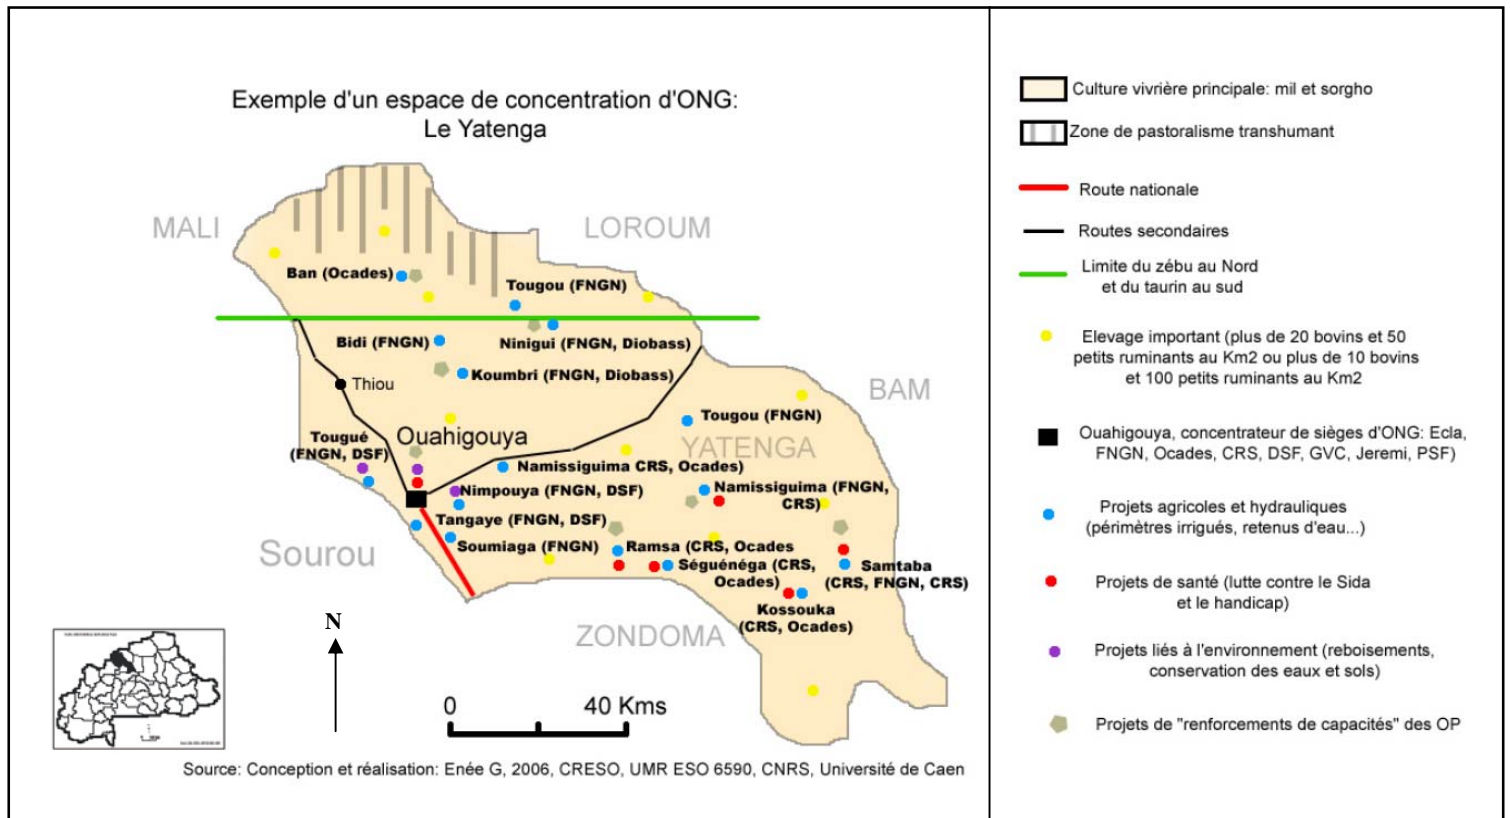 Exemple d'un espace de concentration d'ONG:
Le Yatenga
MALI
LOROUM
Ban (Ocades)
Tougou (FNGN)
Bidi (FNGN)
Ninigui (FNGN, Diobass)
Thiou
Koumbri (FNGN, Diobass)
BAM
Tougou (FNGN)
Tougué
(FNGN, DSF)
Ouahigouya
YATENGA
Namissiguima CRS, Ocades)
Nimpouya (FNGN, DSF)
Namissiguima (FNGN,
CRS)
Tangaye (FNGN, DSF)
Soumiaga (FNGN)
Ramsa (CRS, Ocades
Séguénéga (CRS,
Ocades)
Samtaba
(CRS, FNGN, CRS)
Sourou
Kossouka
(CRS, Ocades)
ZONDOMA
N
0 40 Kms
Source: Conception et réalisation: Enée G, 2006, CRESO, UMR ESO 6590, CNRS, Université de Caen
Culture vivrière principale: mil et sorgho
Zone de pastoralisme transhumant
Route nationale
Routes secondaires
Limite du zébu au Nord
et du taurin au sud
Elevage important (plus de 20 bovins et 50
petits ruminants au Km2 ou plus de 10 bovins
et 100 petits ruminants au Km2
Ouahigouya, concentrateur de sièges d'ONG: Ecla,
FNGN, Ocades, CRS, DSF, GVC, Jeremi, PSF)
Projets agricoles et hydrauliques
(périmètres irrigués, retenus d'eau...)
Projets de santé (lutte contre le Sida
et le handicap)
Projets liés à l'environnement (reboisements,
conservation des eaux et sols)
Projets de "renforcements de capacités" des OP